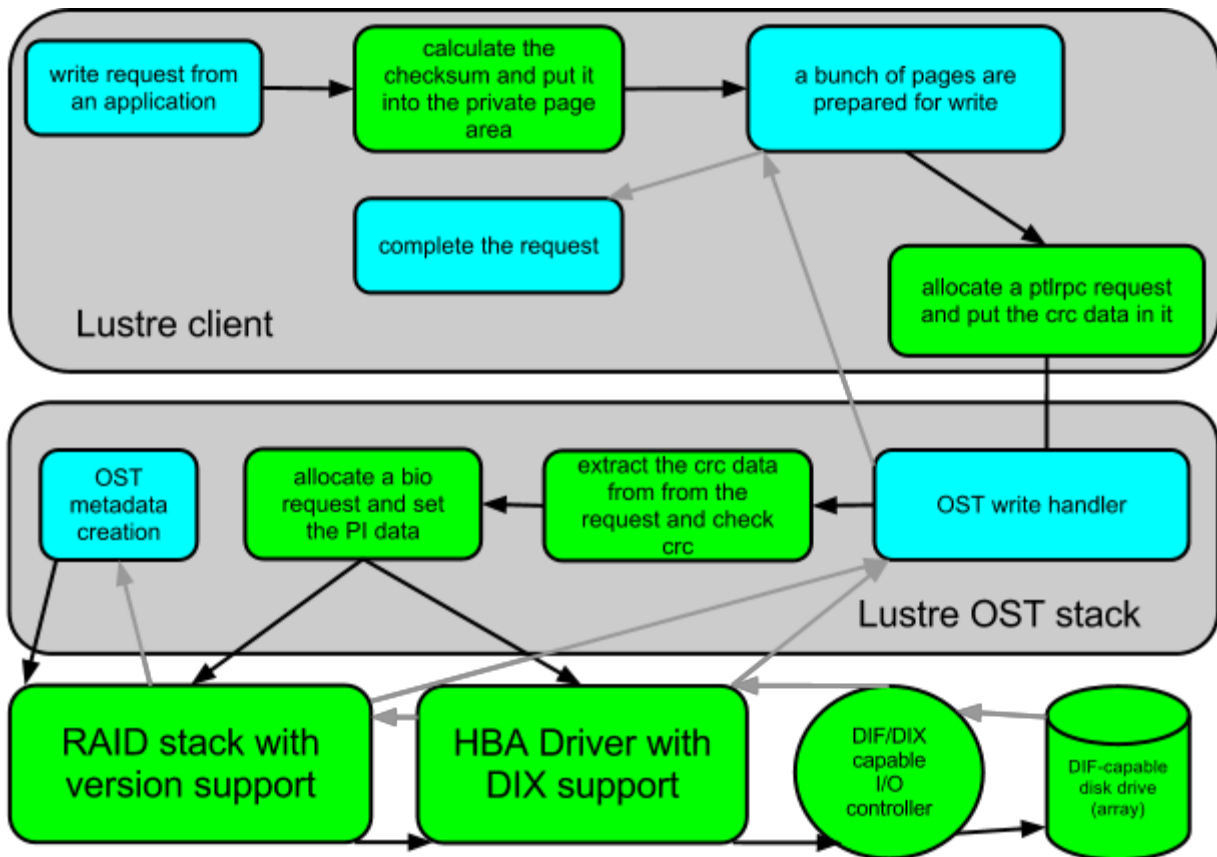 write request from
an application
calculate the
checksum and put it
into the private page
area
a bunch of pages are
prepared for write
complete the request
allocate a ptlrpc request
and put the crc data in it
Lustre client
OST
metadata
creation
allocate a bio
request and set
the PI data
extract the crc data
from from the
request and check
crc
OST write handler
Lustre OST stack
RAID stack with
version support
HBA Driver with
DIX support
DIF/DIX
capable
I/O
controller
DIF-capable
disk drive
(array)